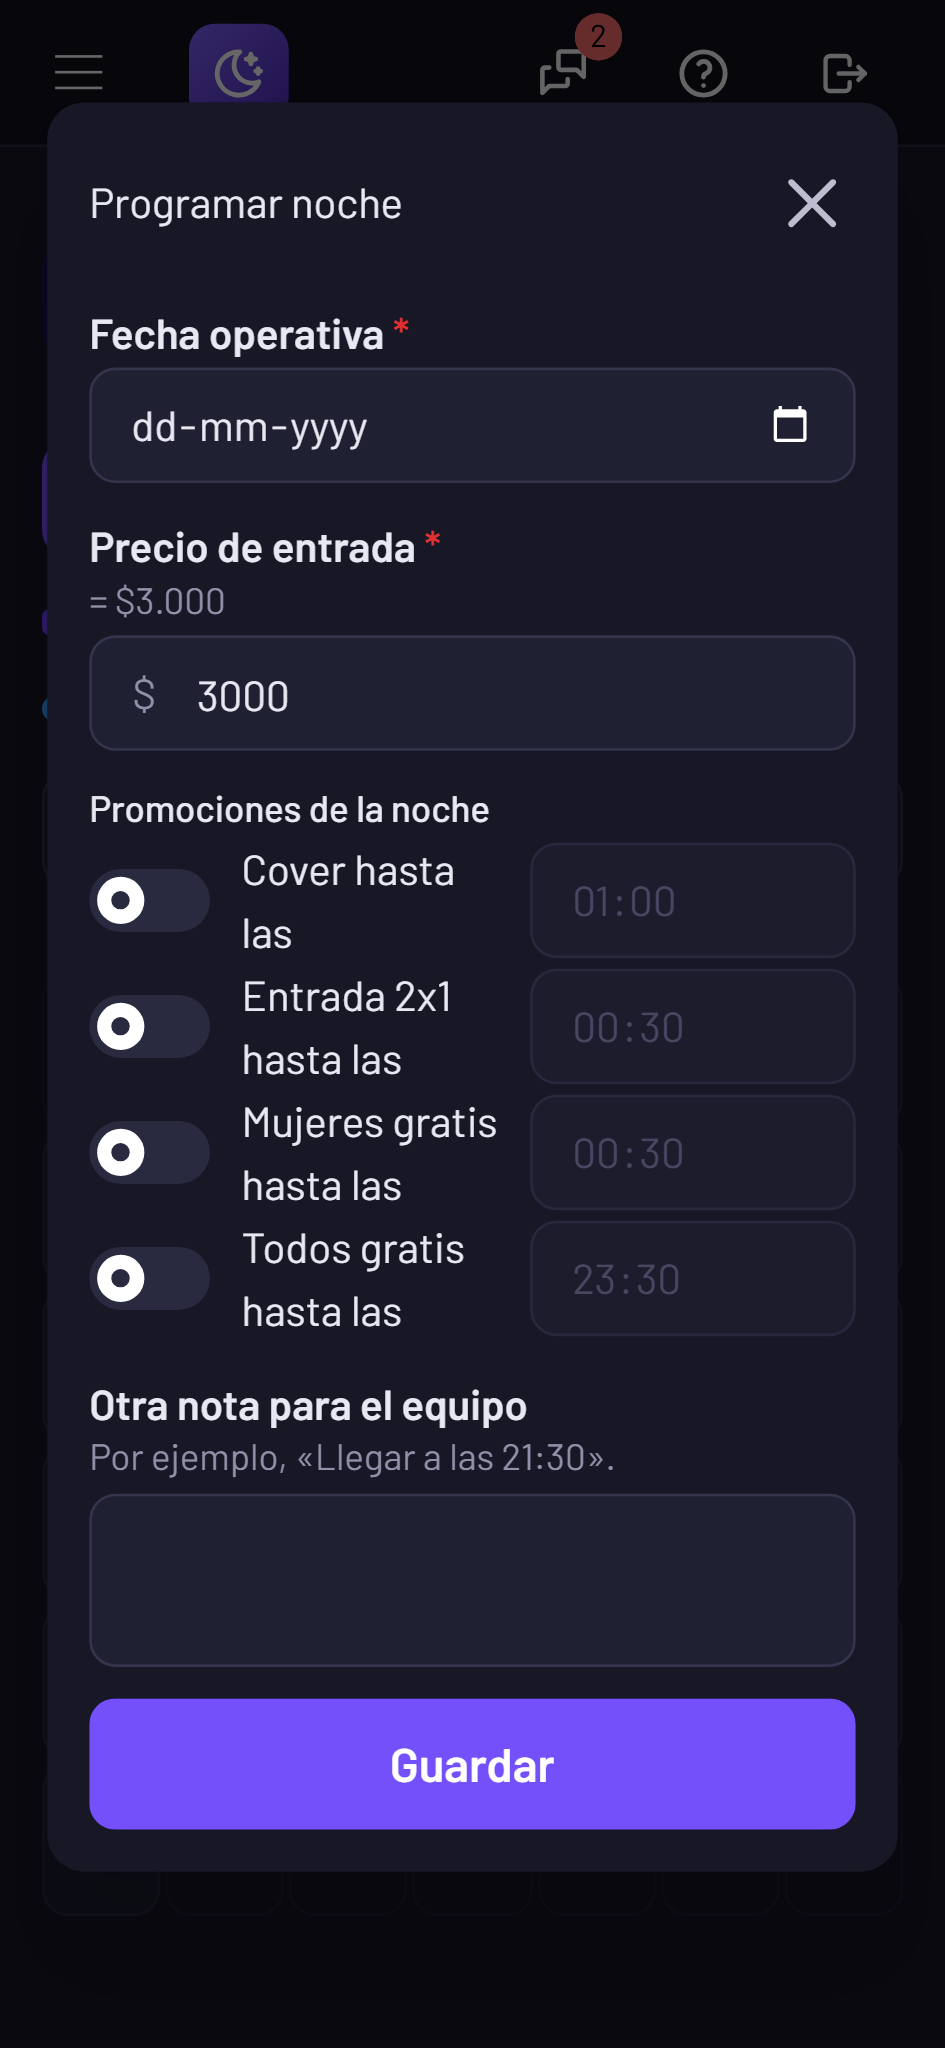 2
Programar noche
Fecha operativa *
dd-mm-yyyy
Precio de entrada *
= $3.000
$ 3000
Promociones de la noche
Cover hasta
las
01:00
Entrada 2x1
hasta las
00:30
Mujeres gratis
hasta las
00:30
Todos gratis
hasta las
23:30
Otra nota para el equipo
Por ejemplo, «Llegar a las 21:30».
Guardar